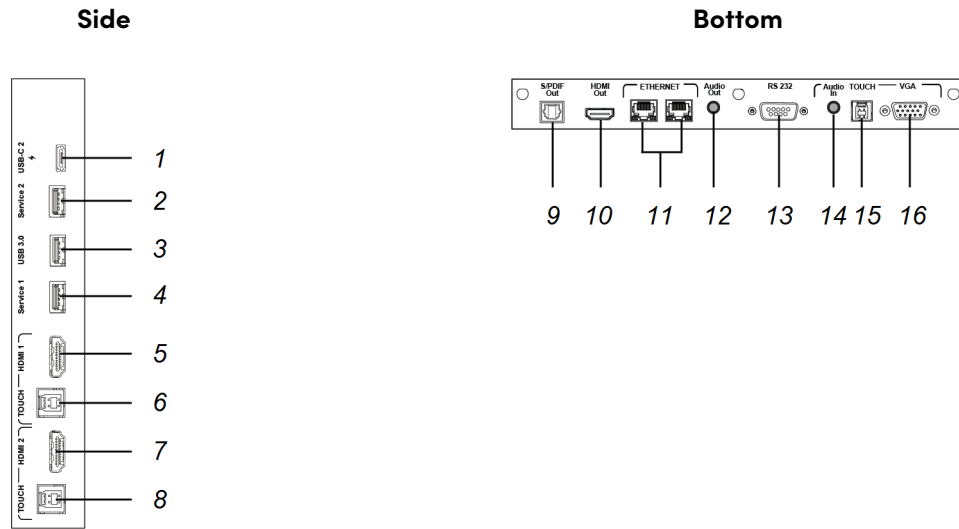 Side
USB-C 2
1
Service 2
2
USB 3.0
3
Service 1
4
HDMI 1
5
TOUCH
6
HDMI 2
7
TOUCH
8
Bottom
S/PDIF Out
HDMI Out
ETHERNET
Audio Out
RS 232
Audio In
TOUCH
VGA
9 10 11 12 13 14 15 16